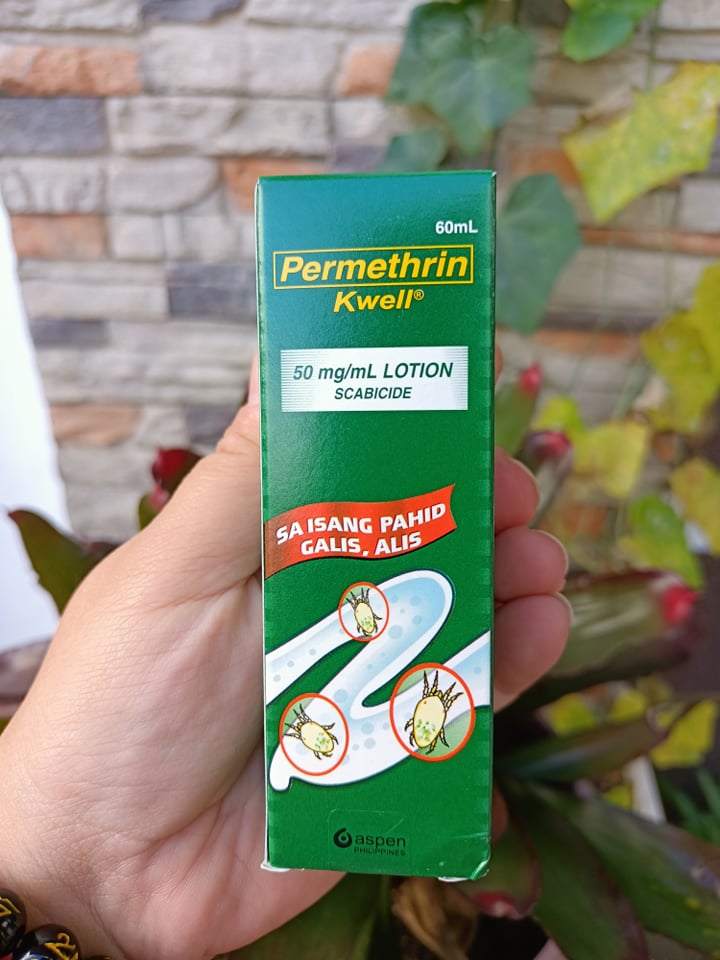 60mL
Permethrin
Kwell®
50 mg/mL LOTION
SCABICIDE
SA ISANG PAHID
GALIS, ALIS
aspen
PHILIPPINES